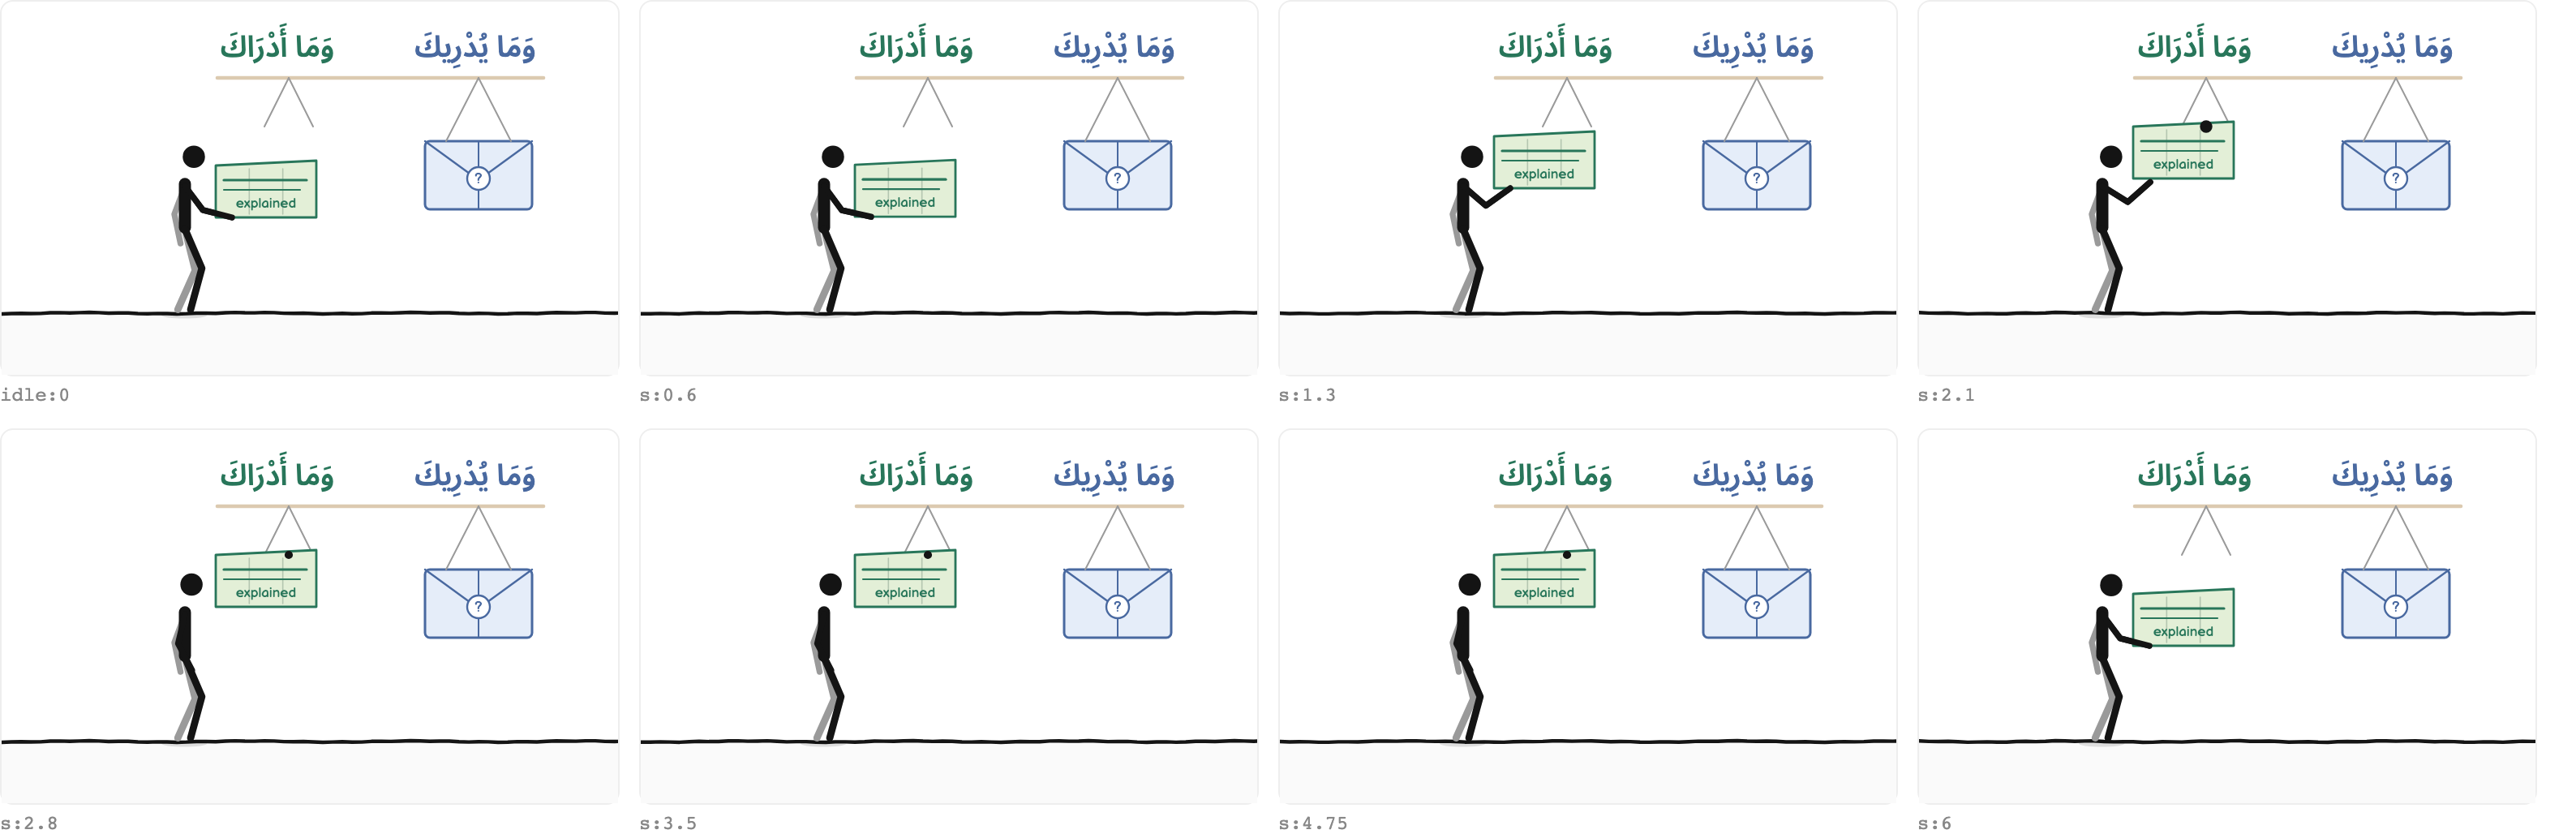 وَمَا يُدْرِيكَ وَمَا أَدْرَاكَ
explained
?
idle:0
وَمَا يُدْرِيكَ وَمَا أَدْرَاكَ
explained
?
s:0.6
وَمَا يُدْرِيكَ وَمَا أَدْرَاكَ
explained
?
s:1.3
وَمَا يُدْرِيكَ وَمَا أَدْرَاكَ
explained
?
s:2.1
وَمَا يُدْرِيكَ وَمَا أَدْرَاكَ
explained
?
s:2.8
وَمَا يُدْرِيكَ وَمَا أَدْرَاكَ
explained
?
s:3.5
وَمَا يُدْرِيكَ وَمَا أَدْرَاكَ
explained
?
s:4.75
وَمَا يُدْرِيكَ وَمَا أَدْرَاكَ
explained
?
s:6